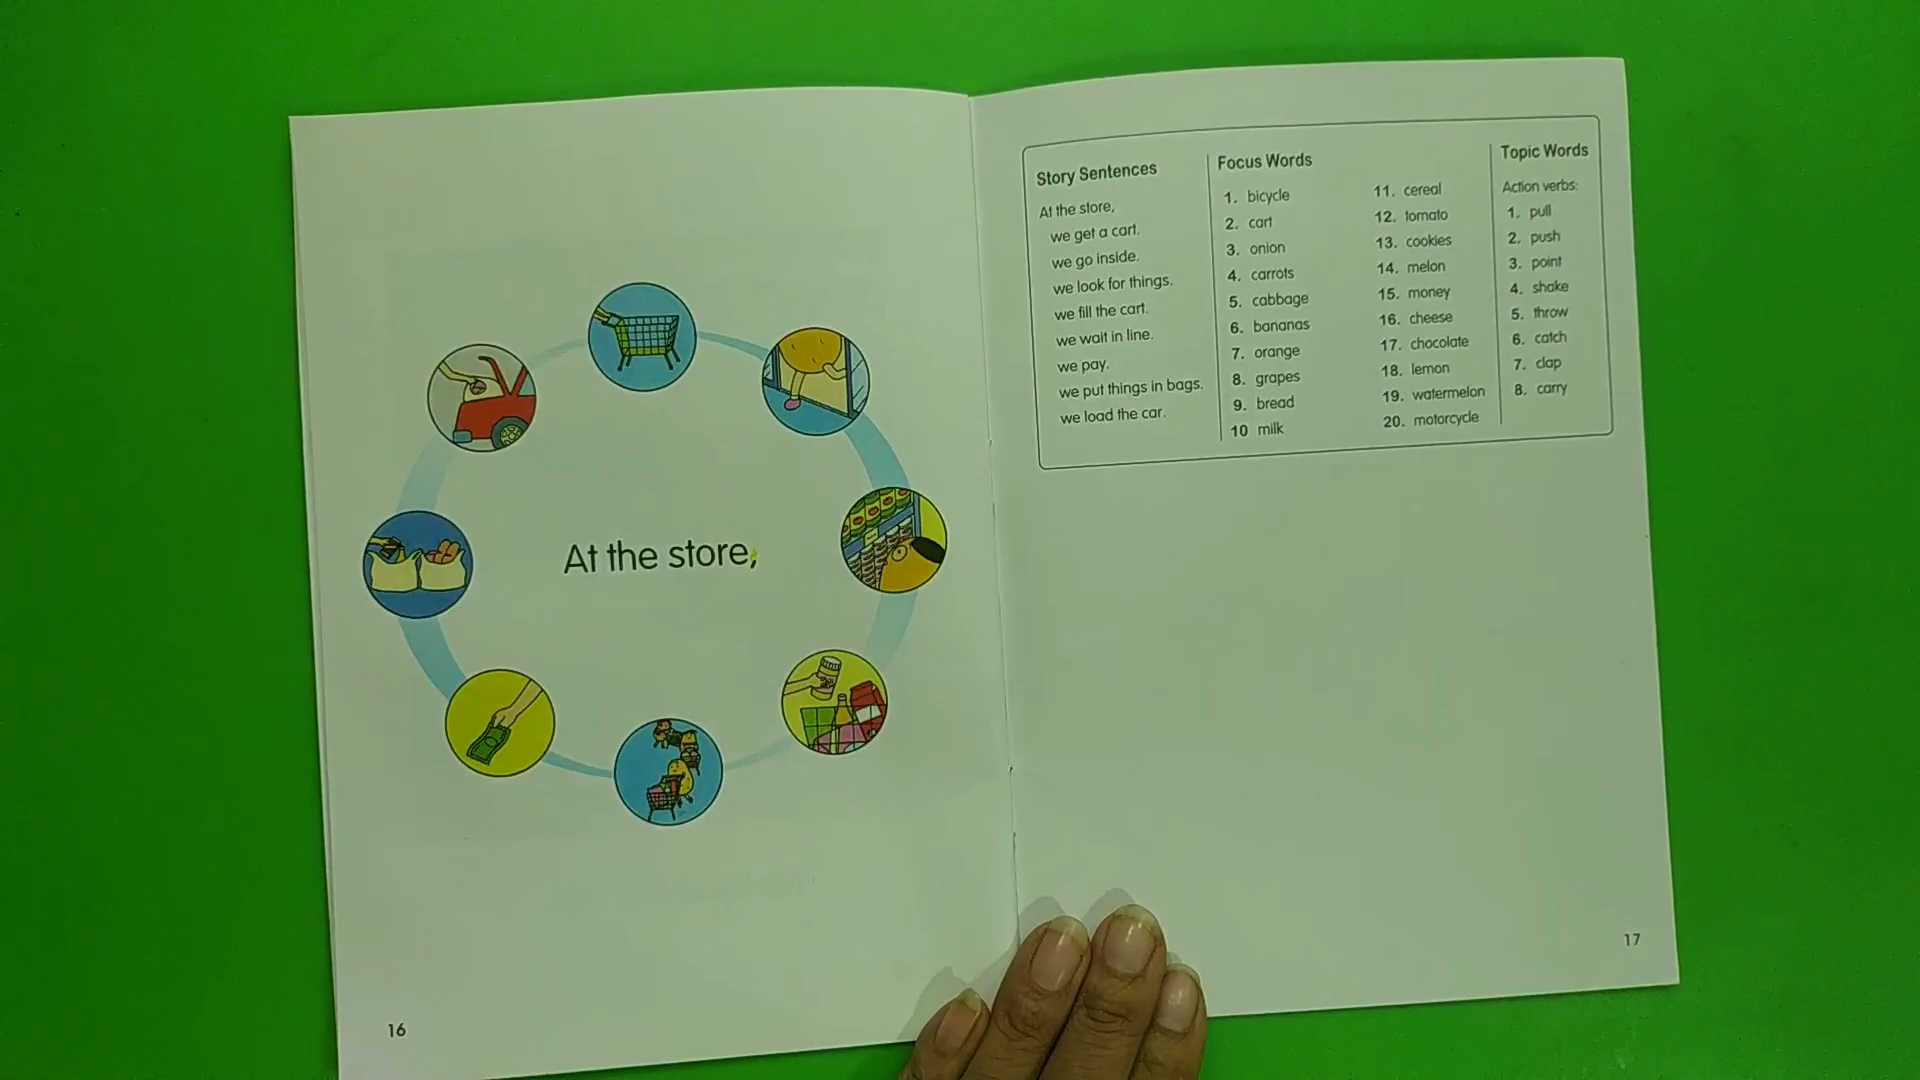 At the store,
16
Story Sentences
At the store,
we get a cart.
we go inside.
we look for things.
we fill the cart.
we wait in line.
we pay.
we put things in bags.
we load the car.
Focus Words
1. bicycle
2. cart
3. onion
4. carrots
5. cabbage
6. bananas
7. orange
8. grapes
9. bread
10 milk
11. cereal
12. tomato
13. cookies
14. melon
15. money
16. cheese
17. chocolate
18. lemon
19. watermelon
20. motorcycle
Topic Words
Action verbs:
1. pull
2. push
3. point
4. shake
5. throw
6. catch
7. clap
8. carry
17